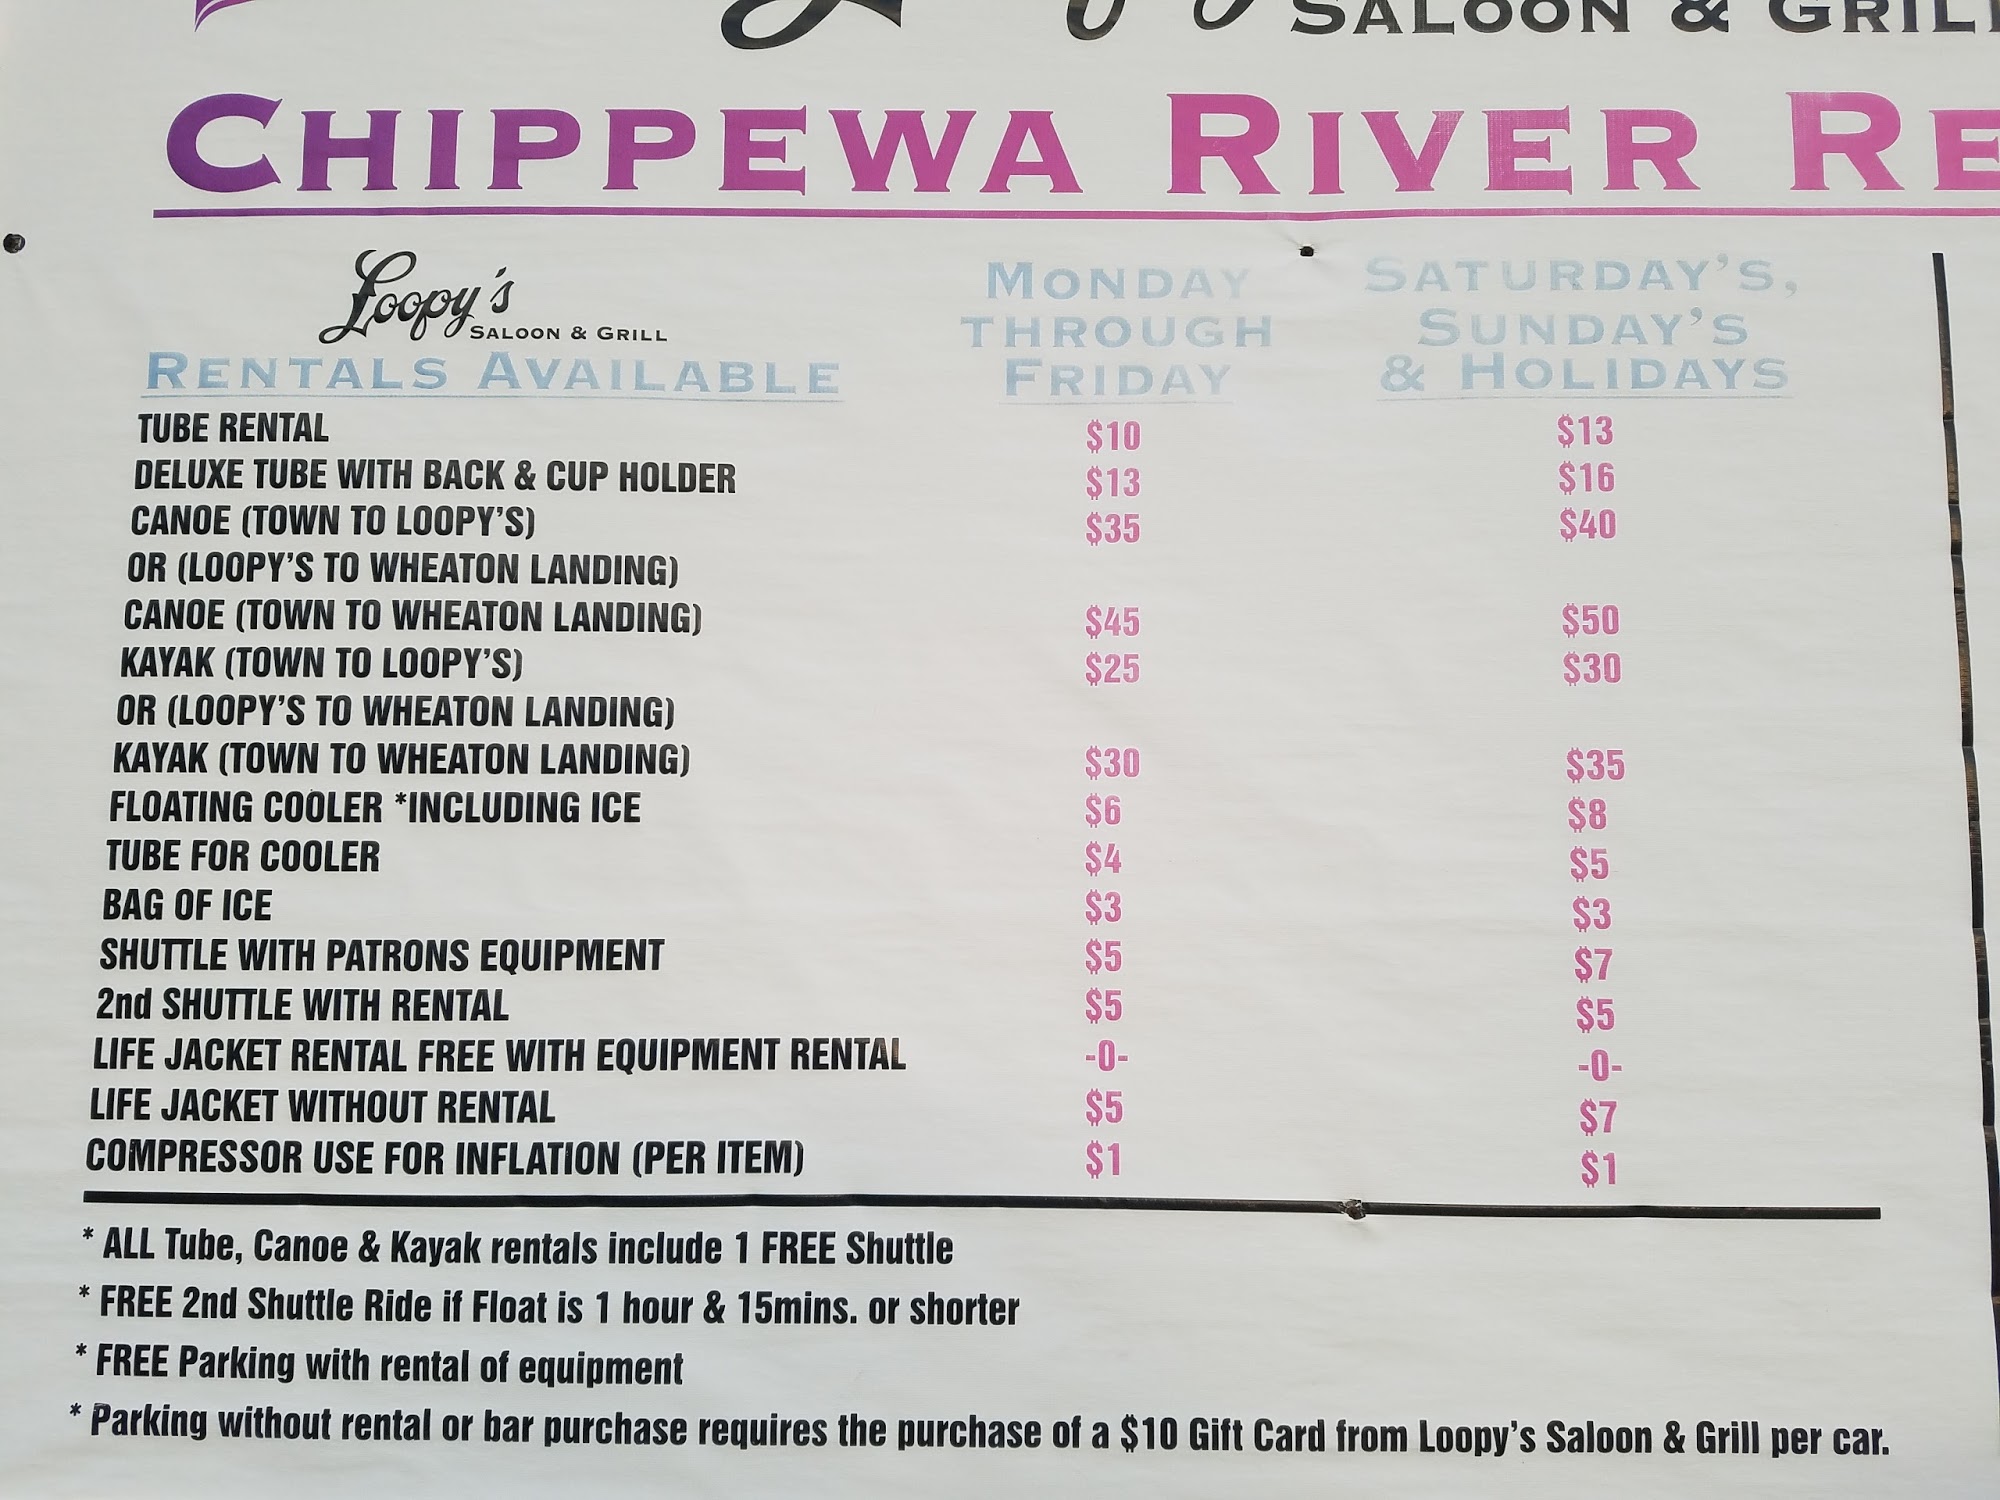 SALOON & GRILL
CHIPPEWA RIVER RE
Loopy's SALOON & GRILL
RENTALS AVAILABLE
MONDAY THROUGH FRIDAY
SATURDAY'S, SUNDAY'S & HOLIDAYS
TUBE RENTAL $10 $13
DELUXE TUBE WITH BACK & CUP HOLDER $13 $16
CANOE (TOWN TO LOOPY'S) $35 $40
OR (LOOPY'S TO WHEATON LANDING)
CANOE (TOWN TO WHEATON LANDING) $45 $50
KAYAK (TOWN TO LOOPY'S) $25 $30
OR (LOOPY'S TO WHEATON LANDING)
KAYAK (TOWN TO WHEATON LANDING) $30 $35
FLOATING COOLER *INCLUDING ICE $6 $8
TUBE FOR COOLER $4 $5
BAG OF ICE $3 $3
SHUTTLE WITH PATRONS EQUIPMENT $5 $7
2nd SHUTTLE WITH RENTAL $5 $5
LIFE JACKET RENTAL FREE WITH EQUIPMENT RENTAL -0- -0-
LIFE JACKET WITHOUT RENTAL $5 $7
COMPRESSOR USE FOR INFLATION (PER ITEM) $1 $1
* ALL Tube, Canoe & Kayak rentals include 1 FREE Shuttle
* FREE 2nd Shuttle Ride if Float is 1 hour & 15mins. or shorter
* FREE Parking with rental of equipment
* Parking without rental or bar purchase requires the purchase of a $10 Gift Card from Loopy's Saloon & Grill per car.